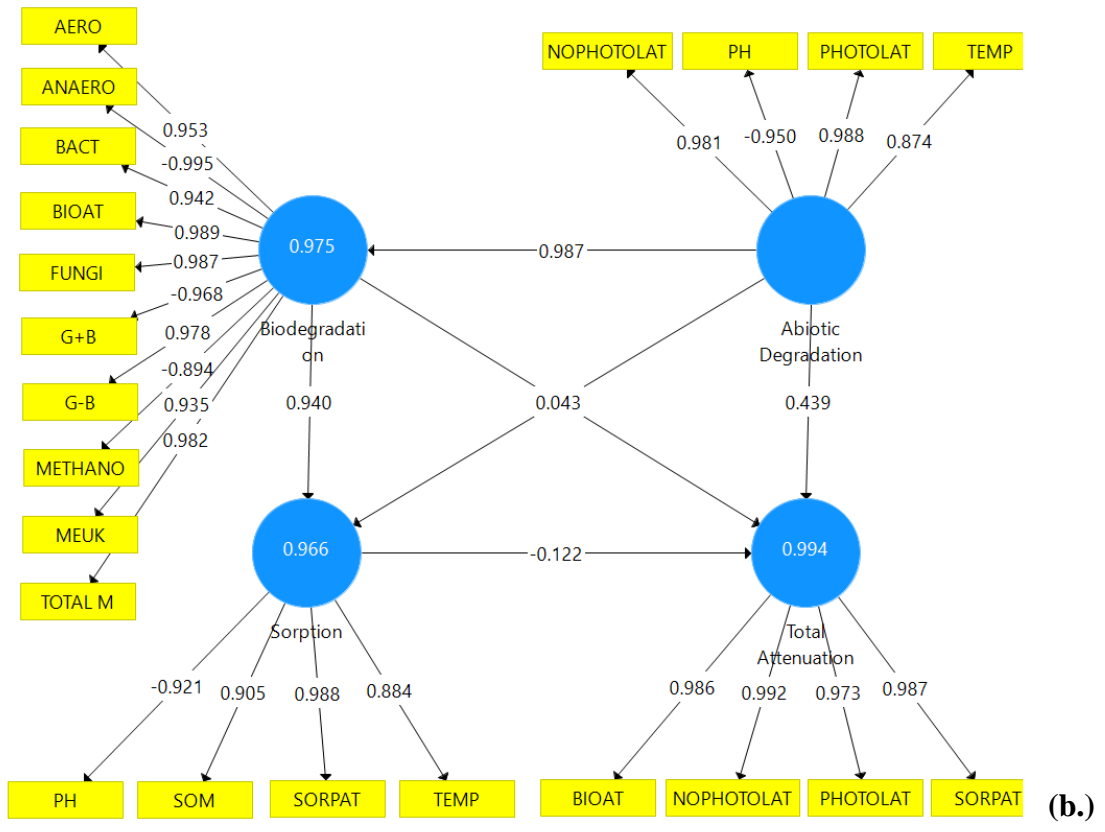 AERO
ANAERO
BACT
BIOAT
FUNGI
G+B
G-B
METHANO
MEUK
TOTAL M
0.953
-0.995
0.942
0.989
0.987
-0.968
0.978
-0.894
0.935
0.982
NOPHOTOLAT
PH
PHOTOLAT
TEMP
0.981
-0.950
0.988
0.874
0.975
Biodegradati
on
0.987
Abiotic
Degradation
0.940
0.043
0.439
0.966
Sorption
-0.122
0.994
Total
Attenuation
-0.921
0.905
0.988
0.884
PH
SOM
SORPAT
TEMP
0.986
0.992
0.973
0.987
BIOAT
NOPHOTOLAT
PHOTOLAT
SORPAT
(b.)